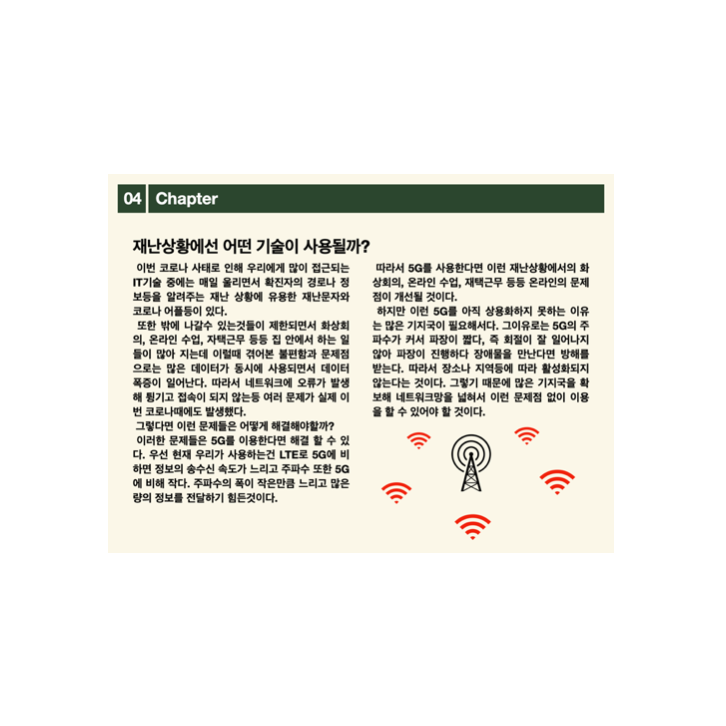 04 Chapter
재난상황에선 어떤 기술이 사용될까?
이번 코로나 사태로 인해 우리에게 많이 접근되는
IT기술 중에는 매일 울리면서 확진자의 경로나 정
보등을 알려주는 재난 상황에 유용한 재난문자와
코로나 어플등이 있다.
또한 밖에 나갈수 있는것들이 제한되면서 화상회
의, 온라인 수업, 자택근무 등등 집 안에서 하는 일
들이 많아 지는데 이럴때 겪어본 불편함과 문제점
으로는 많은 데이터가 동시에 사용되면서 데이터
폭증이 일어난다. 따라서 네트워크에 오류가 발생
해 튕기고 접속이 되지 않는등 여러 문제가 실제 이
번 코로나때에도 발생했다.
그렇다면 이런 문제들은 어떻게 해결해야할까?
이러한 문제들은 5G를 이용한다면 해결 할 수 있
다. 우선 현재 우리가 사용하는건 LTE로 5G에 비
하면 정보의 송수신 속도가 느리고 주파수 또한 5G
에 비해 작다. 주파수의 폭이 작은만큼 느리고 많은
량의 정보를 전달하기 힘든것이다.
따라서 5G를 사용한다면 이런 재난상황에서의 화
상회의, 온라인 수업, 재택근무 등등 온라인의 문제
점이 개선될 것이다.
하지만 이런 5G를 아직 상용화하지 못하는 이유
는 많은 기지국이 필요해서다. 그이유로는 5G의 주
파수가 커서 파장이 짧다, 즉 회절이 잘 일어나지
않아 파장이 진행하다 장애물을 만난다면 방해를
받는다. 따라서 장소나 지역등에 따라 활성화되지
않는다는 것이다. 그렇기 때문에 많은 기지국을 확
보해 네트워크망을 넓혀서 이런 문제점 없이 이용
을 할 수 있어야 할 것이다.